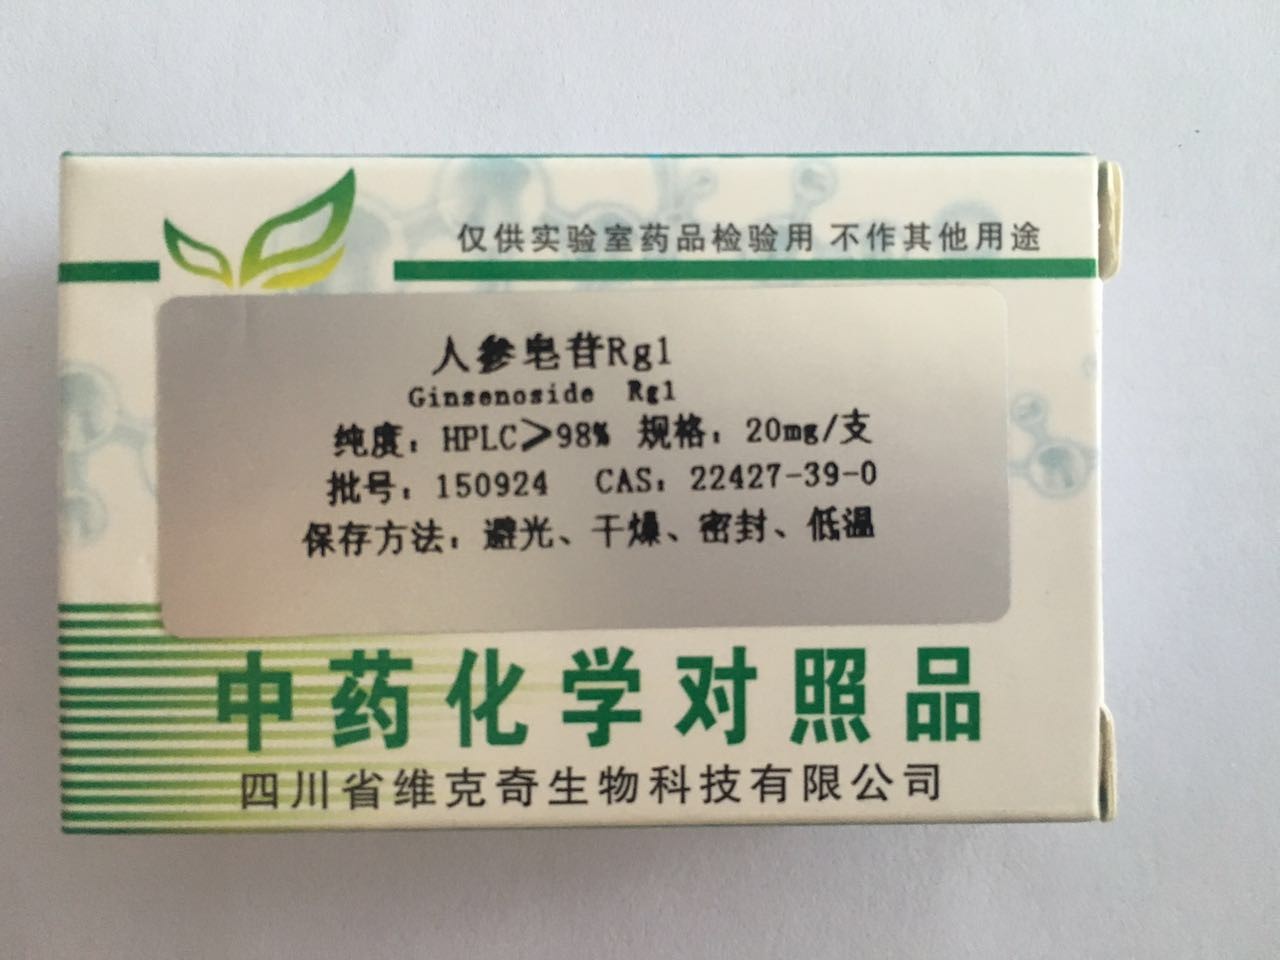 仅供实验室药品检验用 不作其他用途
人参皂苷Rg1
Ginsenoside Rg1
纯度：HPLC≥98% 规格：20mg/支
批号：150924 CAS：22427-39-0
保存方法：避光、干燥、密封、低温
中药化学对照品
四川省维克奇生物科技有限公司